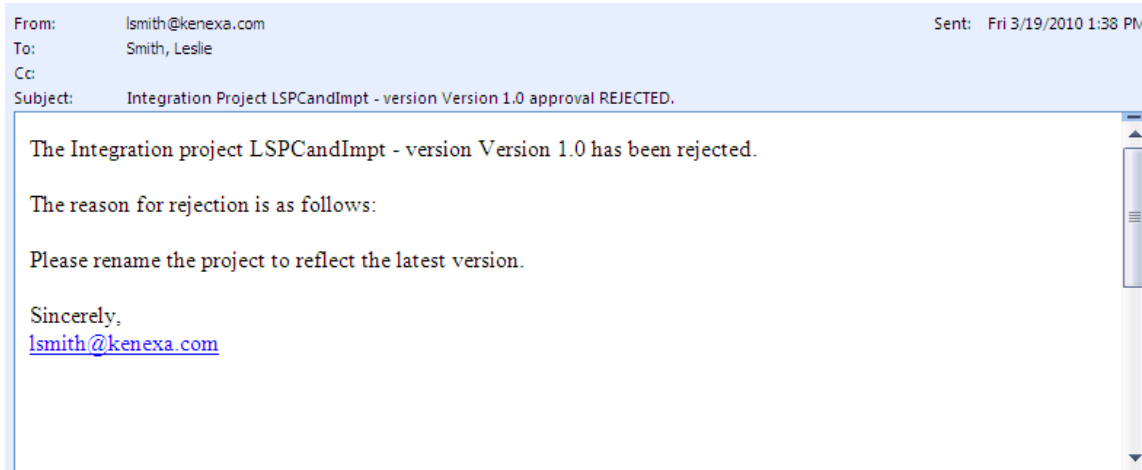 From: lsmith@kenexa.com Sent: Fri 3/19/2010 1:38 PM
To: Smith, Leslie
Cc:
Subject: Integration Project LSPCandImpt - version Version 1.0 approval REJECTED.
The Integration project LSPCandImpt - version Version 1.0 has been rejected.
The reason for rejection is as follows:
Please rename the project to reflect the latest version.
Sincerely,
lsmith@kenexa.com